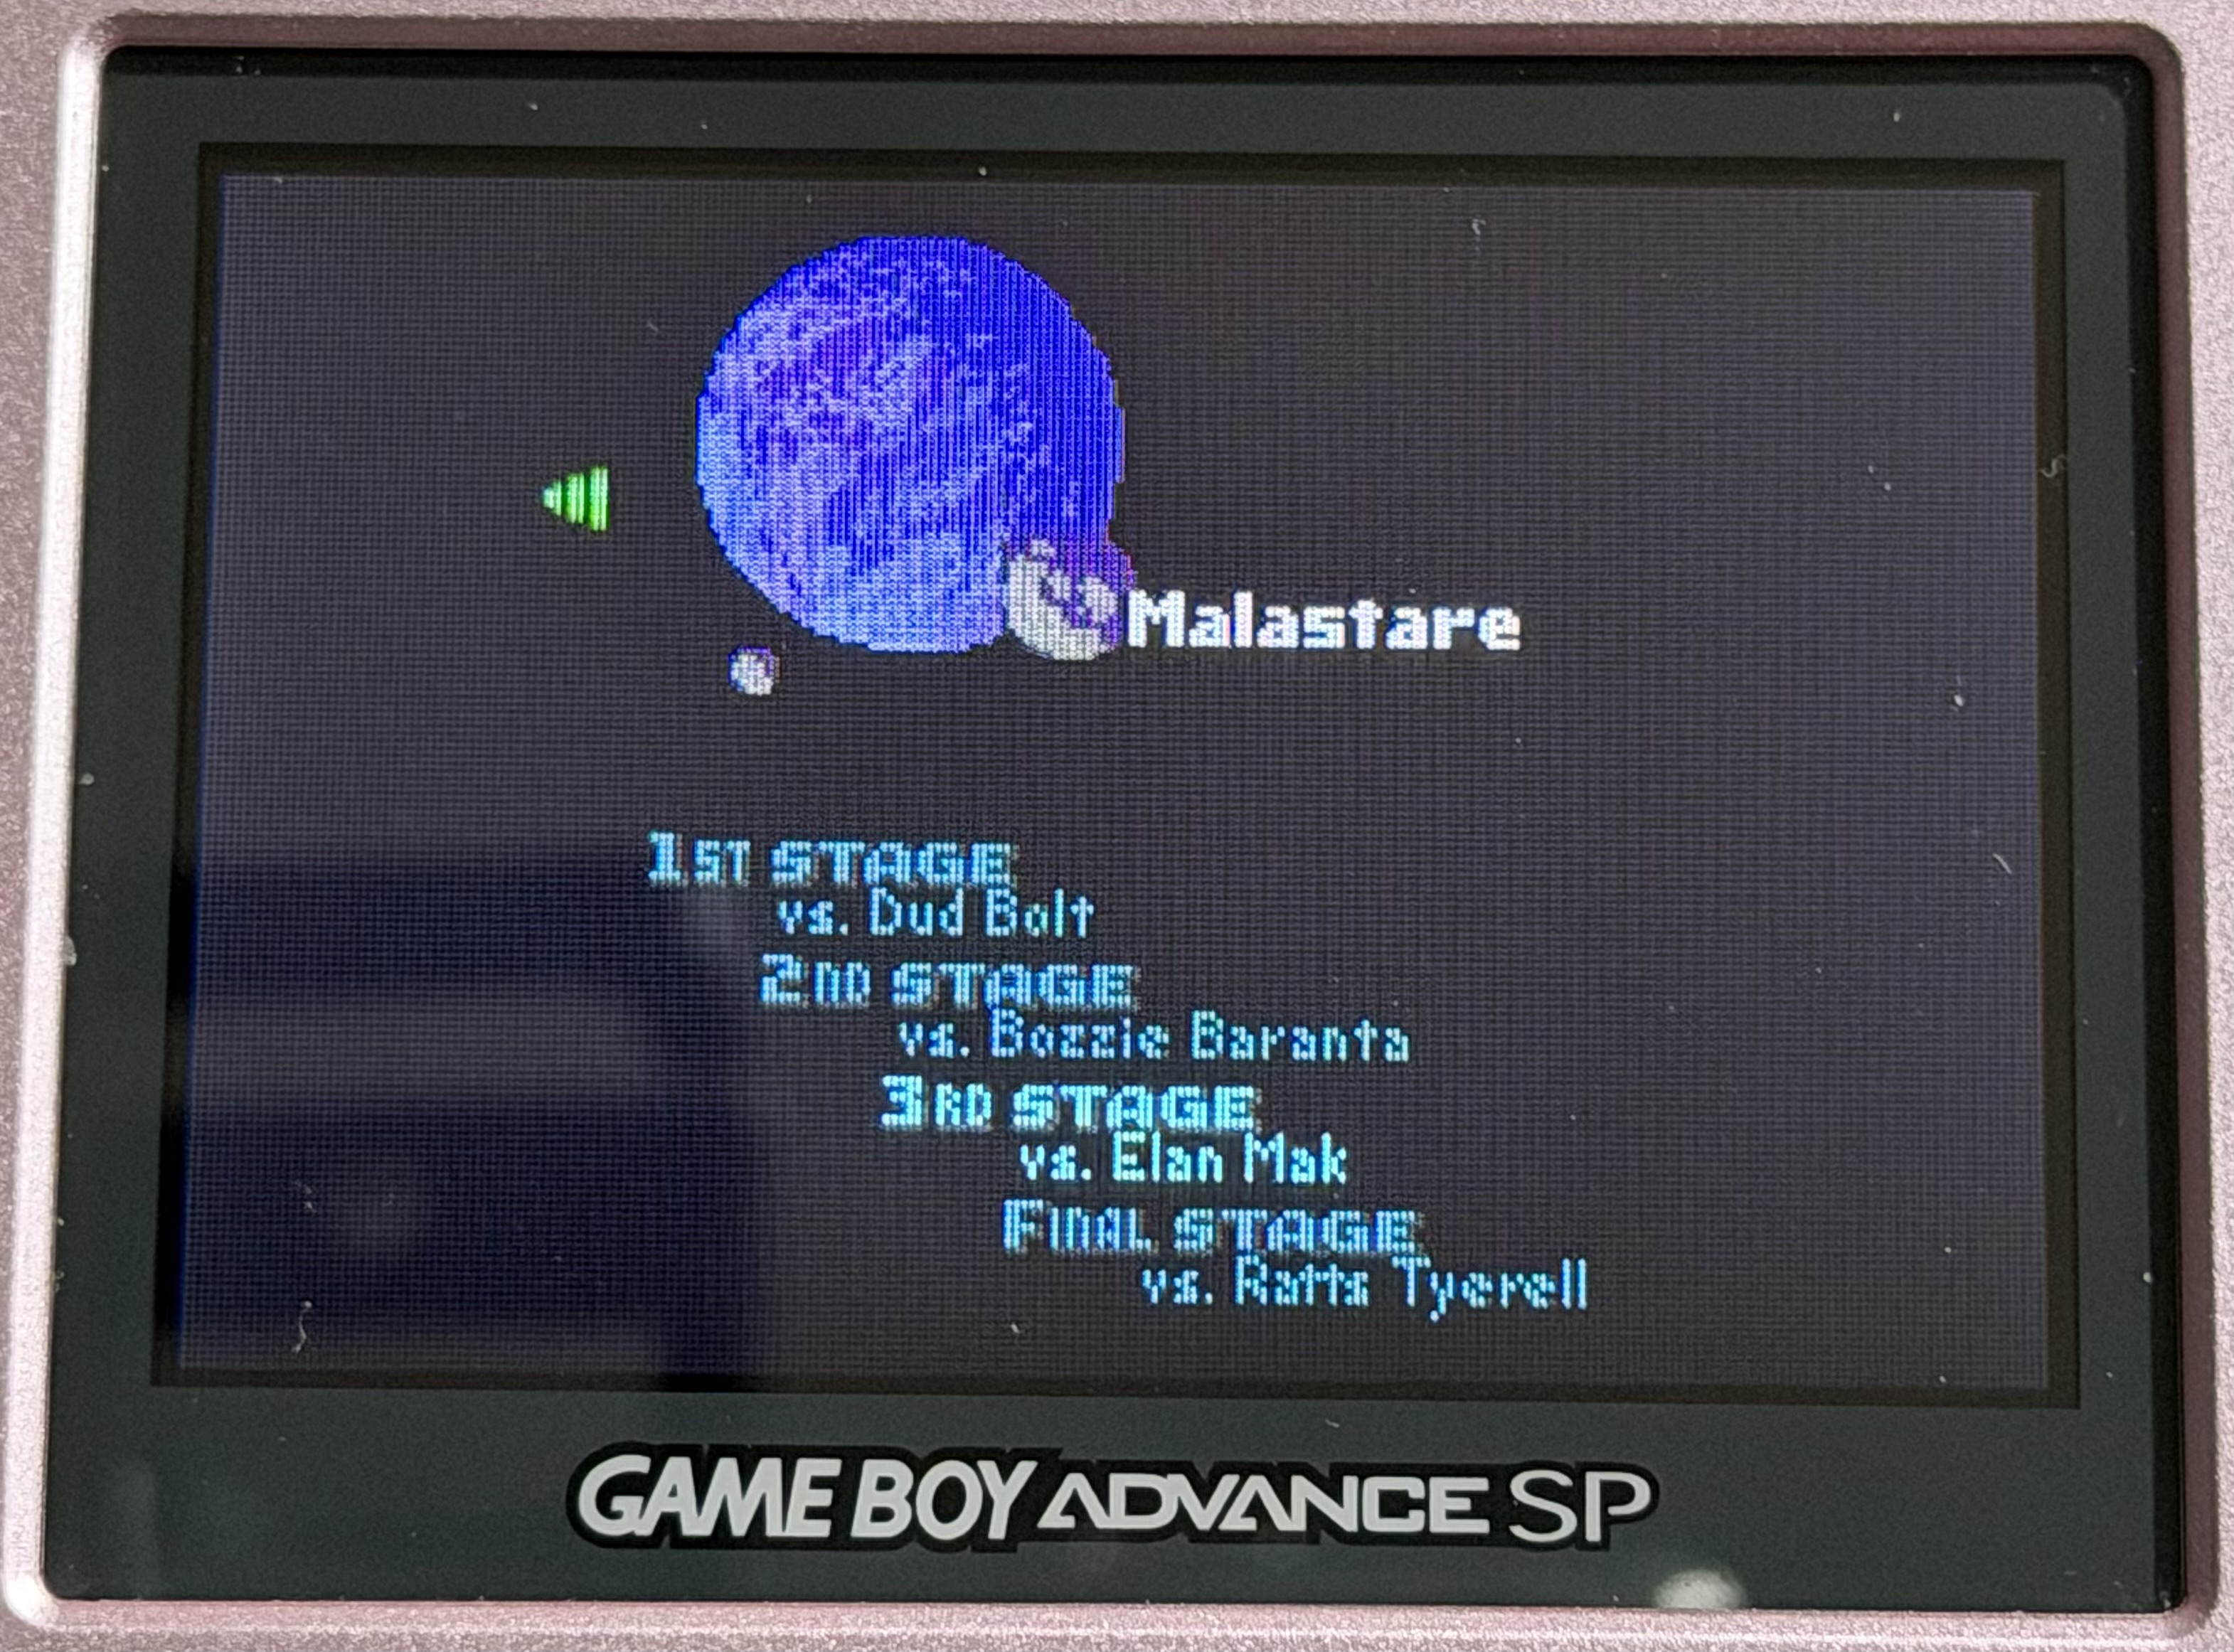 Malastare
1ST STAGE
vs. Dud Bolt
2ND STAGE
vs. Bozzie Baranta
3RD STAGE
vs. Elan Mak
FINAL STAGE
vs. Ratts Tyerell
GAME BOY ADVANCE SP